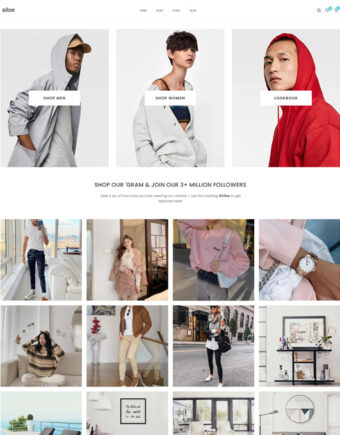 siloe
HOME SHOP PAGES BLOG
SHOP MEN
SHOP WOMEN
LOOKBOOK
SHOP OUR 'GRAM & JOIN OUR 3+ MILLION FOLLOWERS
Take a pic of how sure you look wearing our clothes + use the hashtag #siloe to get
featured here!